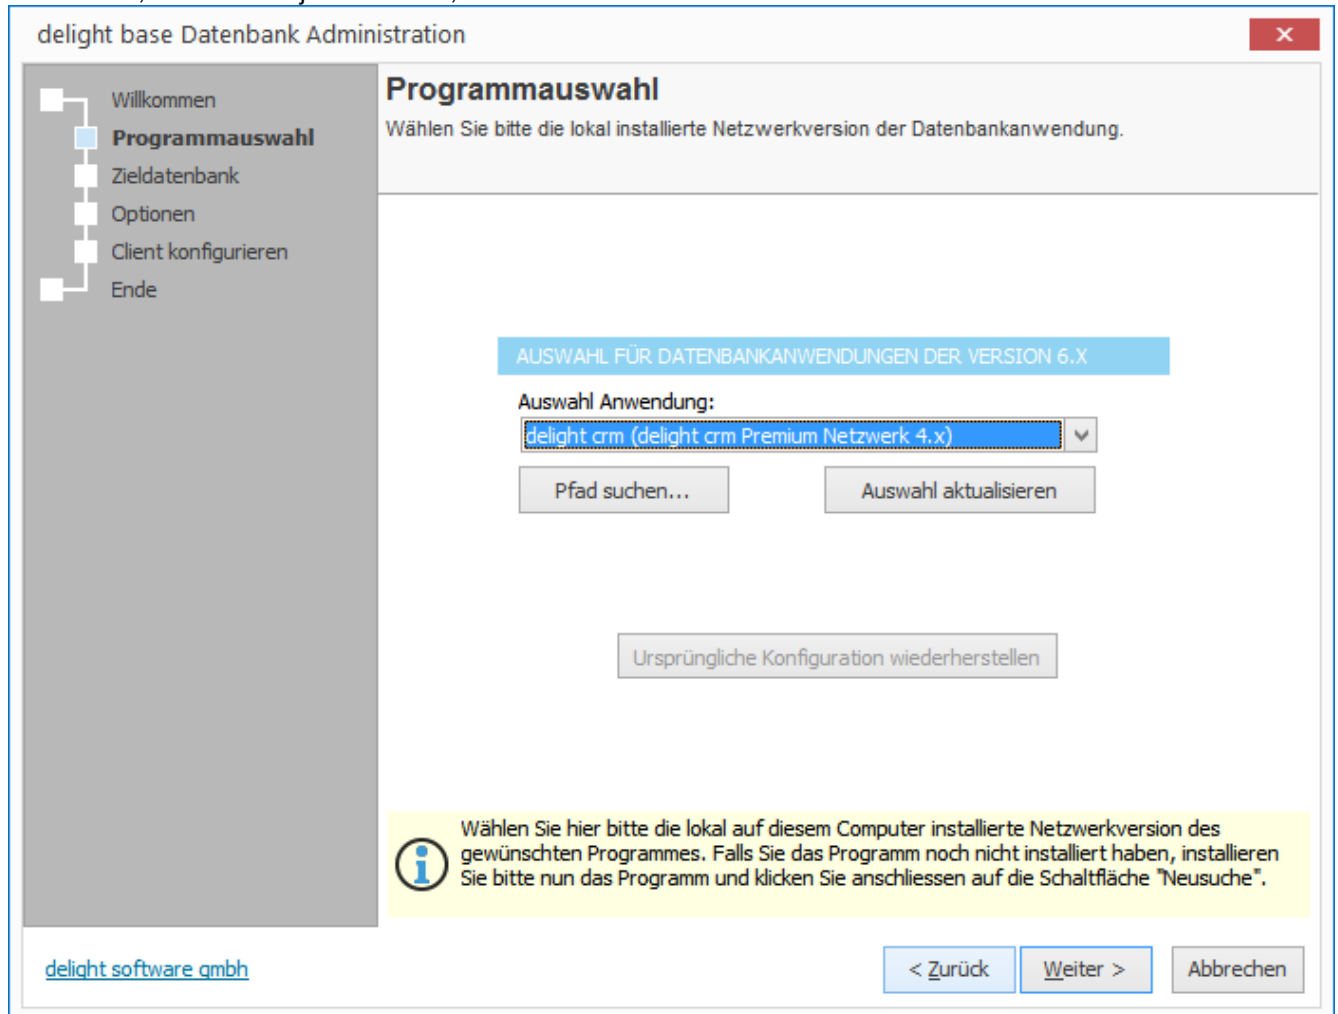 delight base Datenbank Administration
Willkommen
Programmauswahl
Zieldatenbank
Optionen
Client konfigurieren
Ende
Programmauswahl
Wählen Sie bitte die lokal installierte Netzwerkversion der Datenbankanwendung.
AUSWAHL FÜR DATENBANKANWENDUNGEN DER VERSION 6.X
Auswahl Anwendung:
delight crm (delight crm Premium Netzwerk 4.x)
Pfad suchen...
Auswahl aktualisieren
Ursprüngliche Konfiguration wiederherstellen
Wählen Sie hier bitte die lokal auf diesem Computer installierte Netzwerkversion des
gewünschten Programmes. Falls Sie das Programm noch nicht installiert haben, installieren
Sie bitte nun das Programm und klicken Sie anschliessen auf die Schaltfläche "Neusuche".
delight software gmbh
< Zurück
Weiter >
Abbrechen